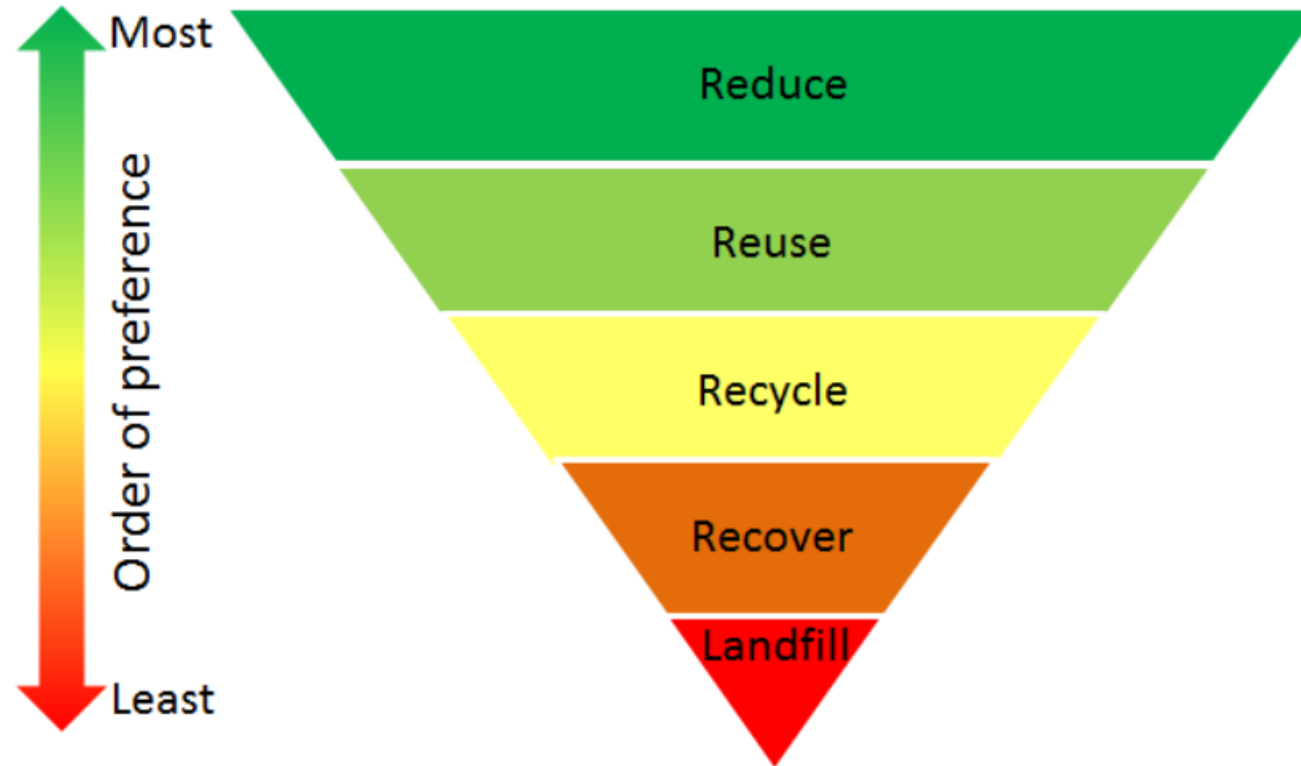 Most
Reduce
Reuse
Order of preference
Recycle
Recover
Landfill
Least